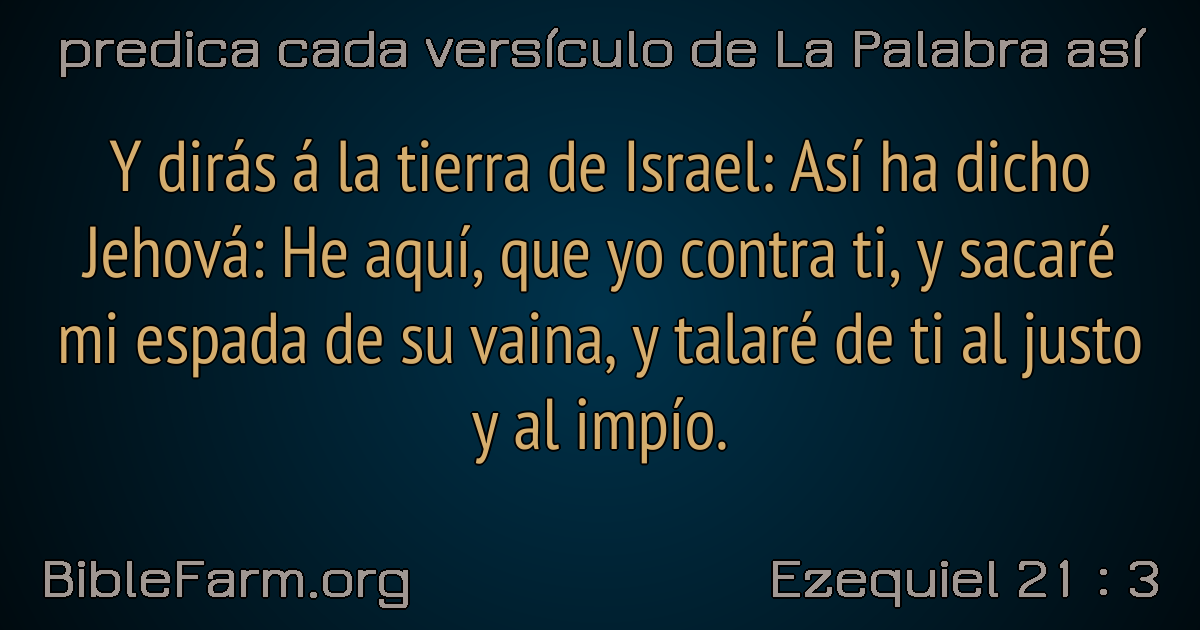 predica cada versículo de La Palabra así
Y dirás á la tierra de Israel: Así ha dicho
Jehová: He aquí, que yo contra ti, y sacaré
mi espada de su vaina, y talaré de ti al justo
y al impío.
BibleFarm.org
Ezequiel 21 : 3